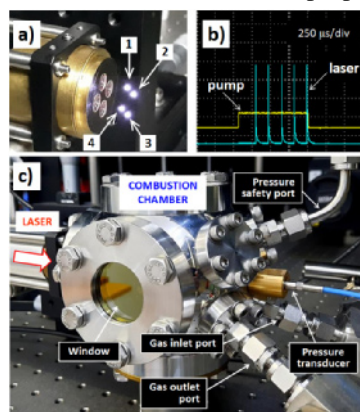 a)
1
2
4
3
b)
250 µs/div
laser
pump
c)
COMBUSTION
CHAMBER
Pressure
safety port
LASER
Window
Gas inlet port
Gas outlet
port
Pressure
transducer